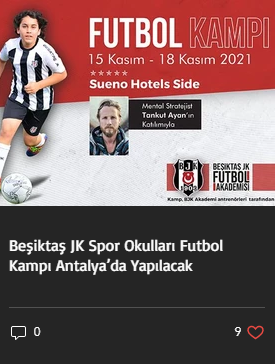 FUTBOL KAMPI
15 Kasım - 18 Kasım 2021
★★★★★
Sueno Hotels Side
Mental Stratejist
Tankut Ayan'ın
Katılımıyla
BJK
BEŞİKTAŞ JK
FUTBOL
AKADEMİSİ
Kamp, BJK Akademi antrenörleri tarafından
Beşiktaş JK Spor Okulları Futbol
Kampı Antalya'da Yapılacak
0
9